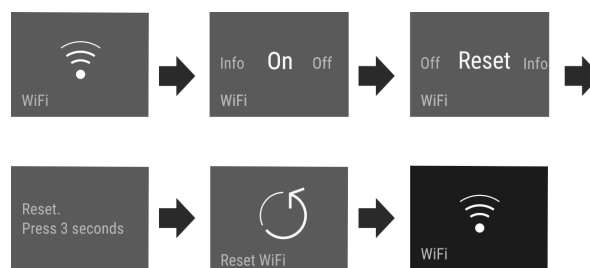 WiFi
Info On Off
WiFi
Off Reset Info
WiFi
Reset.
Press 3 seconds
Reset WiFi
WiFi